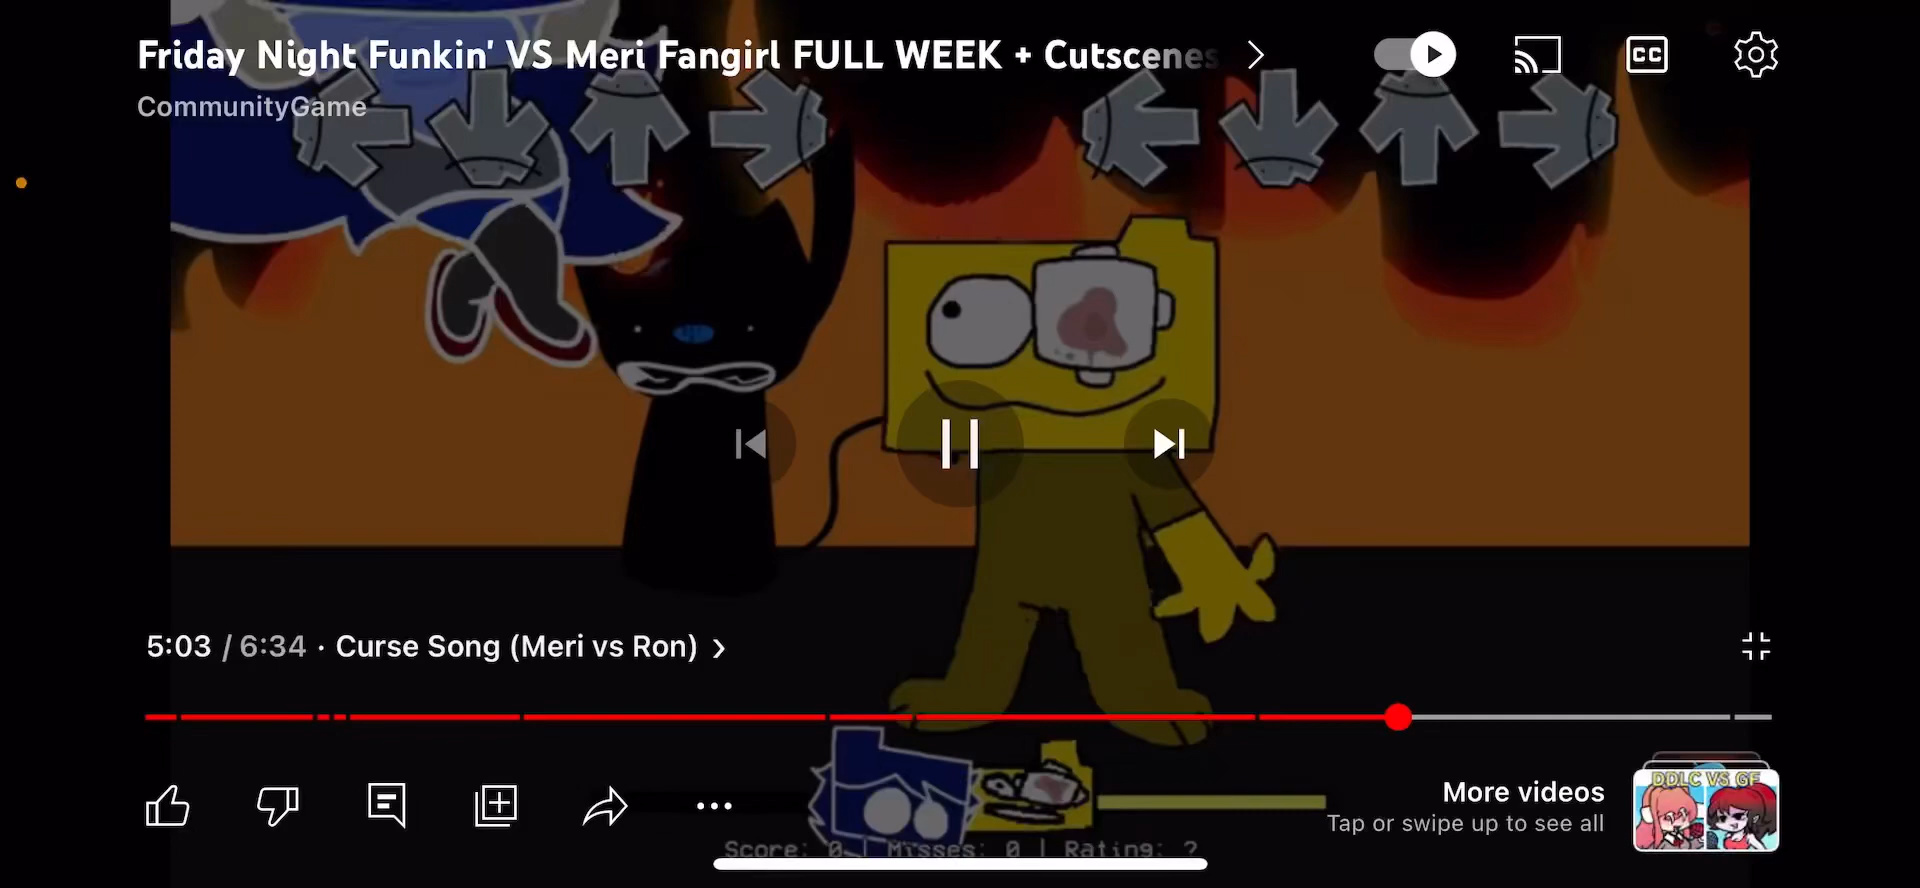 Friday Night Funkin' VS Meri Fangirl FULL WEEK + Cutscenes
CommunityGame
CC
5:03 / 6:34 · Curse Song (Meri vs Ron)
More videos
Tap or swipe up to see all
DDLC VS GF
Score: 0 | Misses: 0 | Rating: ?